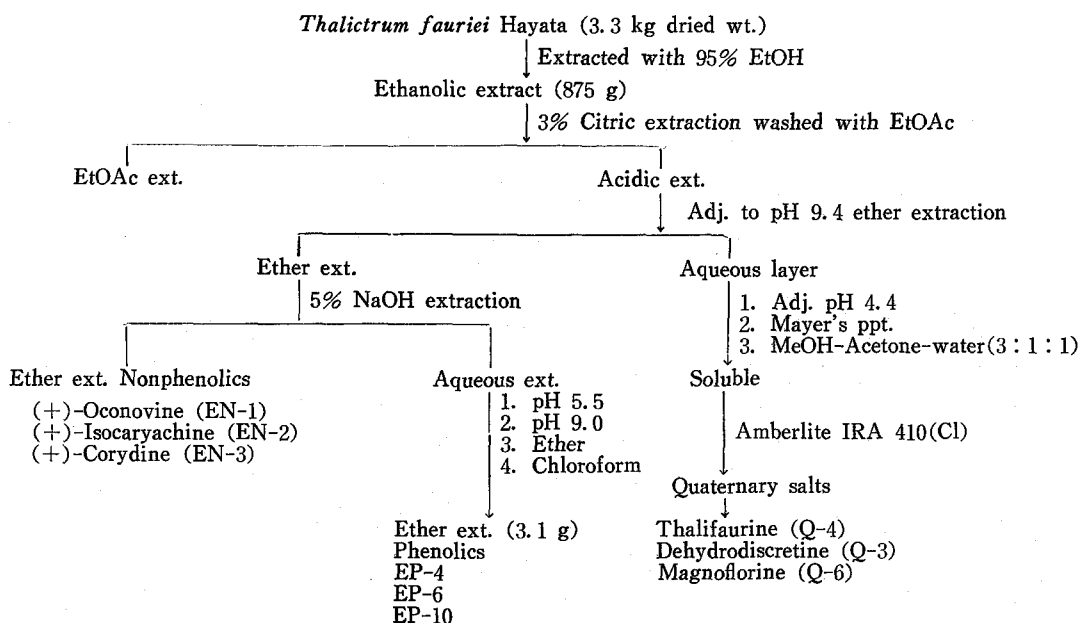 Thalictrum fauriei Hayata (3.3 kg dried wt.)
Extracted with 95% EtOH
Ethanolic extract (875 g)
3% Citric extraction washed with EtOAc
EtOAc ext.
Acidic ext.
Adj. to pH 9.4 ether extraction
Ether ext.
Aqueous layer
5% NaOH extraction
1. Adj. pH 4.4
2. Mayer's ppt.
3. MeOH-Acetone-water(3 : 1 : 1)
Ether ext. Nonphenolics
(+)-Oconovine (EN-1)
(+)-Isocaryachine (EN-2)
(+)-Corydine (EN-3)
Aqueous ext.
1. pH 5.5
2. pH 9.0
3. Ether
4. Chloroform
Soluble
Amberlite IRA 410(Cl)
Quaternary salts
Ether ext. (3.1 g)
Phenolics
EP-4
EP-6
EP-10
Thalifaurine (Q-4)
Dehydrodiscretine (Q-3)
Magnoflorine (Q-6)